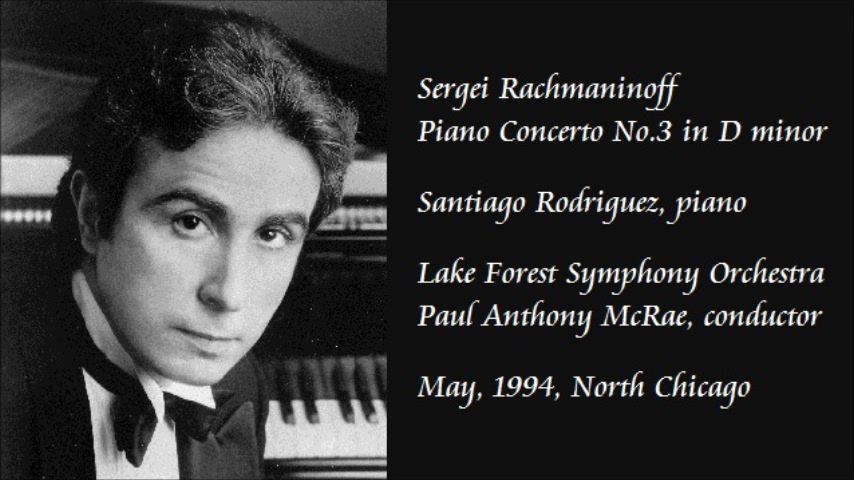 Sergei Rachmaninoff
Piano Concerto No.3 in D minor
Santiago Rodriguez, piano
Lake Forest Symphony Orchestra
Paul Anthony McRae, conductor
May, 1994, North Chicago